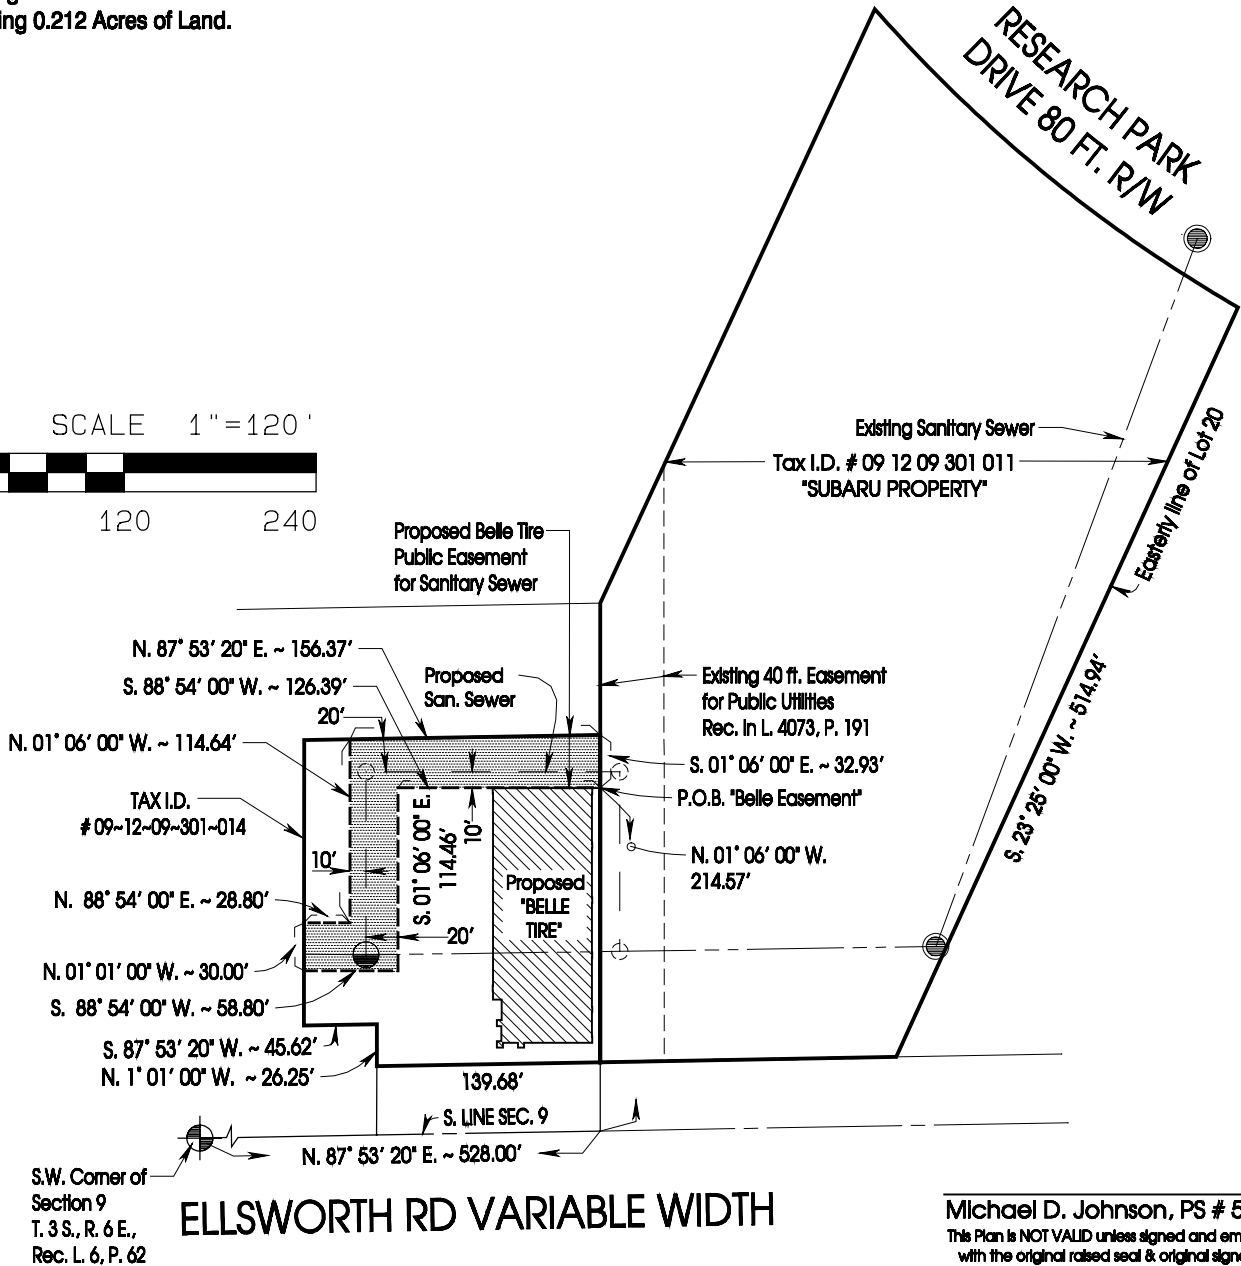 ing 0.212 Acres of Land.
RESEARCH PARK
DRIVE 80 FT. R/W
SCALE 1"=120'
120 240
Existing Sanitary Sewer
Tax I.D. # 09 12 09 301 011
"SUBARU PROPERTY"
Easterly line of Lot 20
Proposed Belle Tire
Public Easement
for Sanitary Sewer
N. 87° 53' 20" E. ~ 156.37'
S. 88° 54' 00" W. ~ 126.39'
20'
Proposed
San. Sewer
Existing 40 ft. Easement
for Public Utilities
Rec. in L. 4073, P. 191
S. 23° 25' 00" W. ~ 514.94'
N. 01° 06' 00" W. ~ 114.64'
S. 01° 06' 00" E. ~ 32.93'
P.O.B. "Belle Easement"
TAX I.D.
# 09~12~09~301~014
S. 01° 06' 00" E.
114.46'
10'
10'
N. 01° 06' 00" W.
214.57'
Proposed
"BELLE
TIRE"
N. 88° 54' 00" E. ~ 28.80'
20'
N. 01° 01' 00" W. ~ 30.00'
S. 88° 54' 00" W. ~ 58.80'
S. 87° 53' 20" W. ~ 45.62'
N. 1° 01' 00" W. ~ 26.25'
139.68'
S. LINE SEC. 9
N. 87° 53' 20" E. ~ 528.00'
S.W. Corner of
Section 9
T. 3 S., R. 6 E.,
Rec. L. 6, P. 62
ELLSWORTH RD VARIABLE WIDTH
Michael D. Johnson, PS # 5
This Plan is NOT VALID unless signed and em
with the original raised seal & original signa